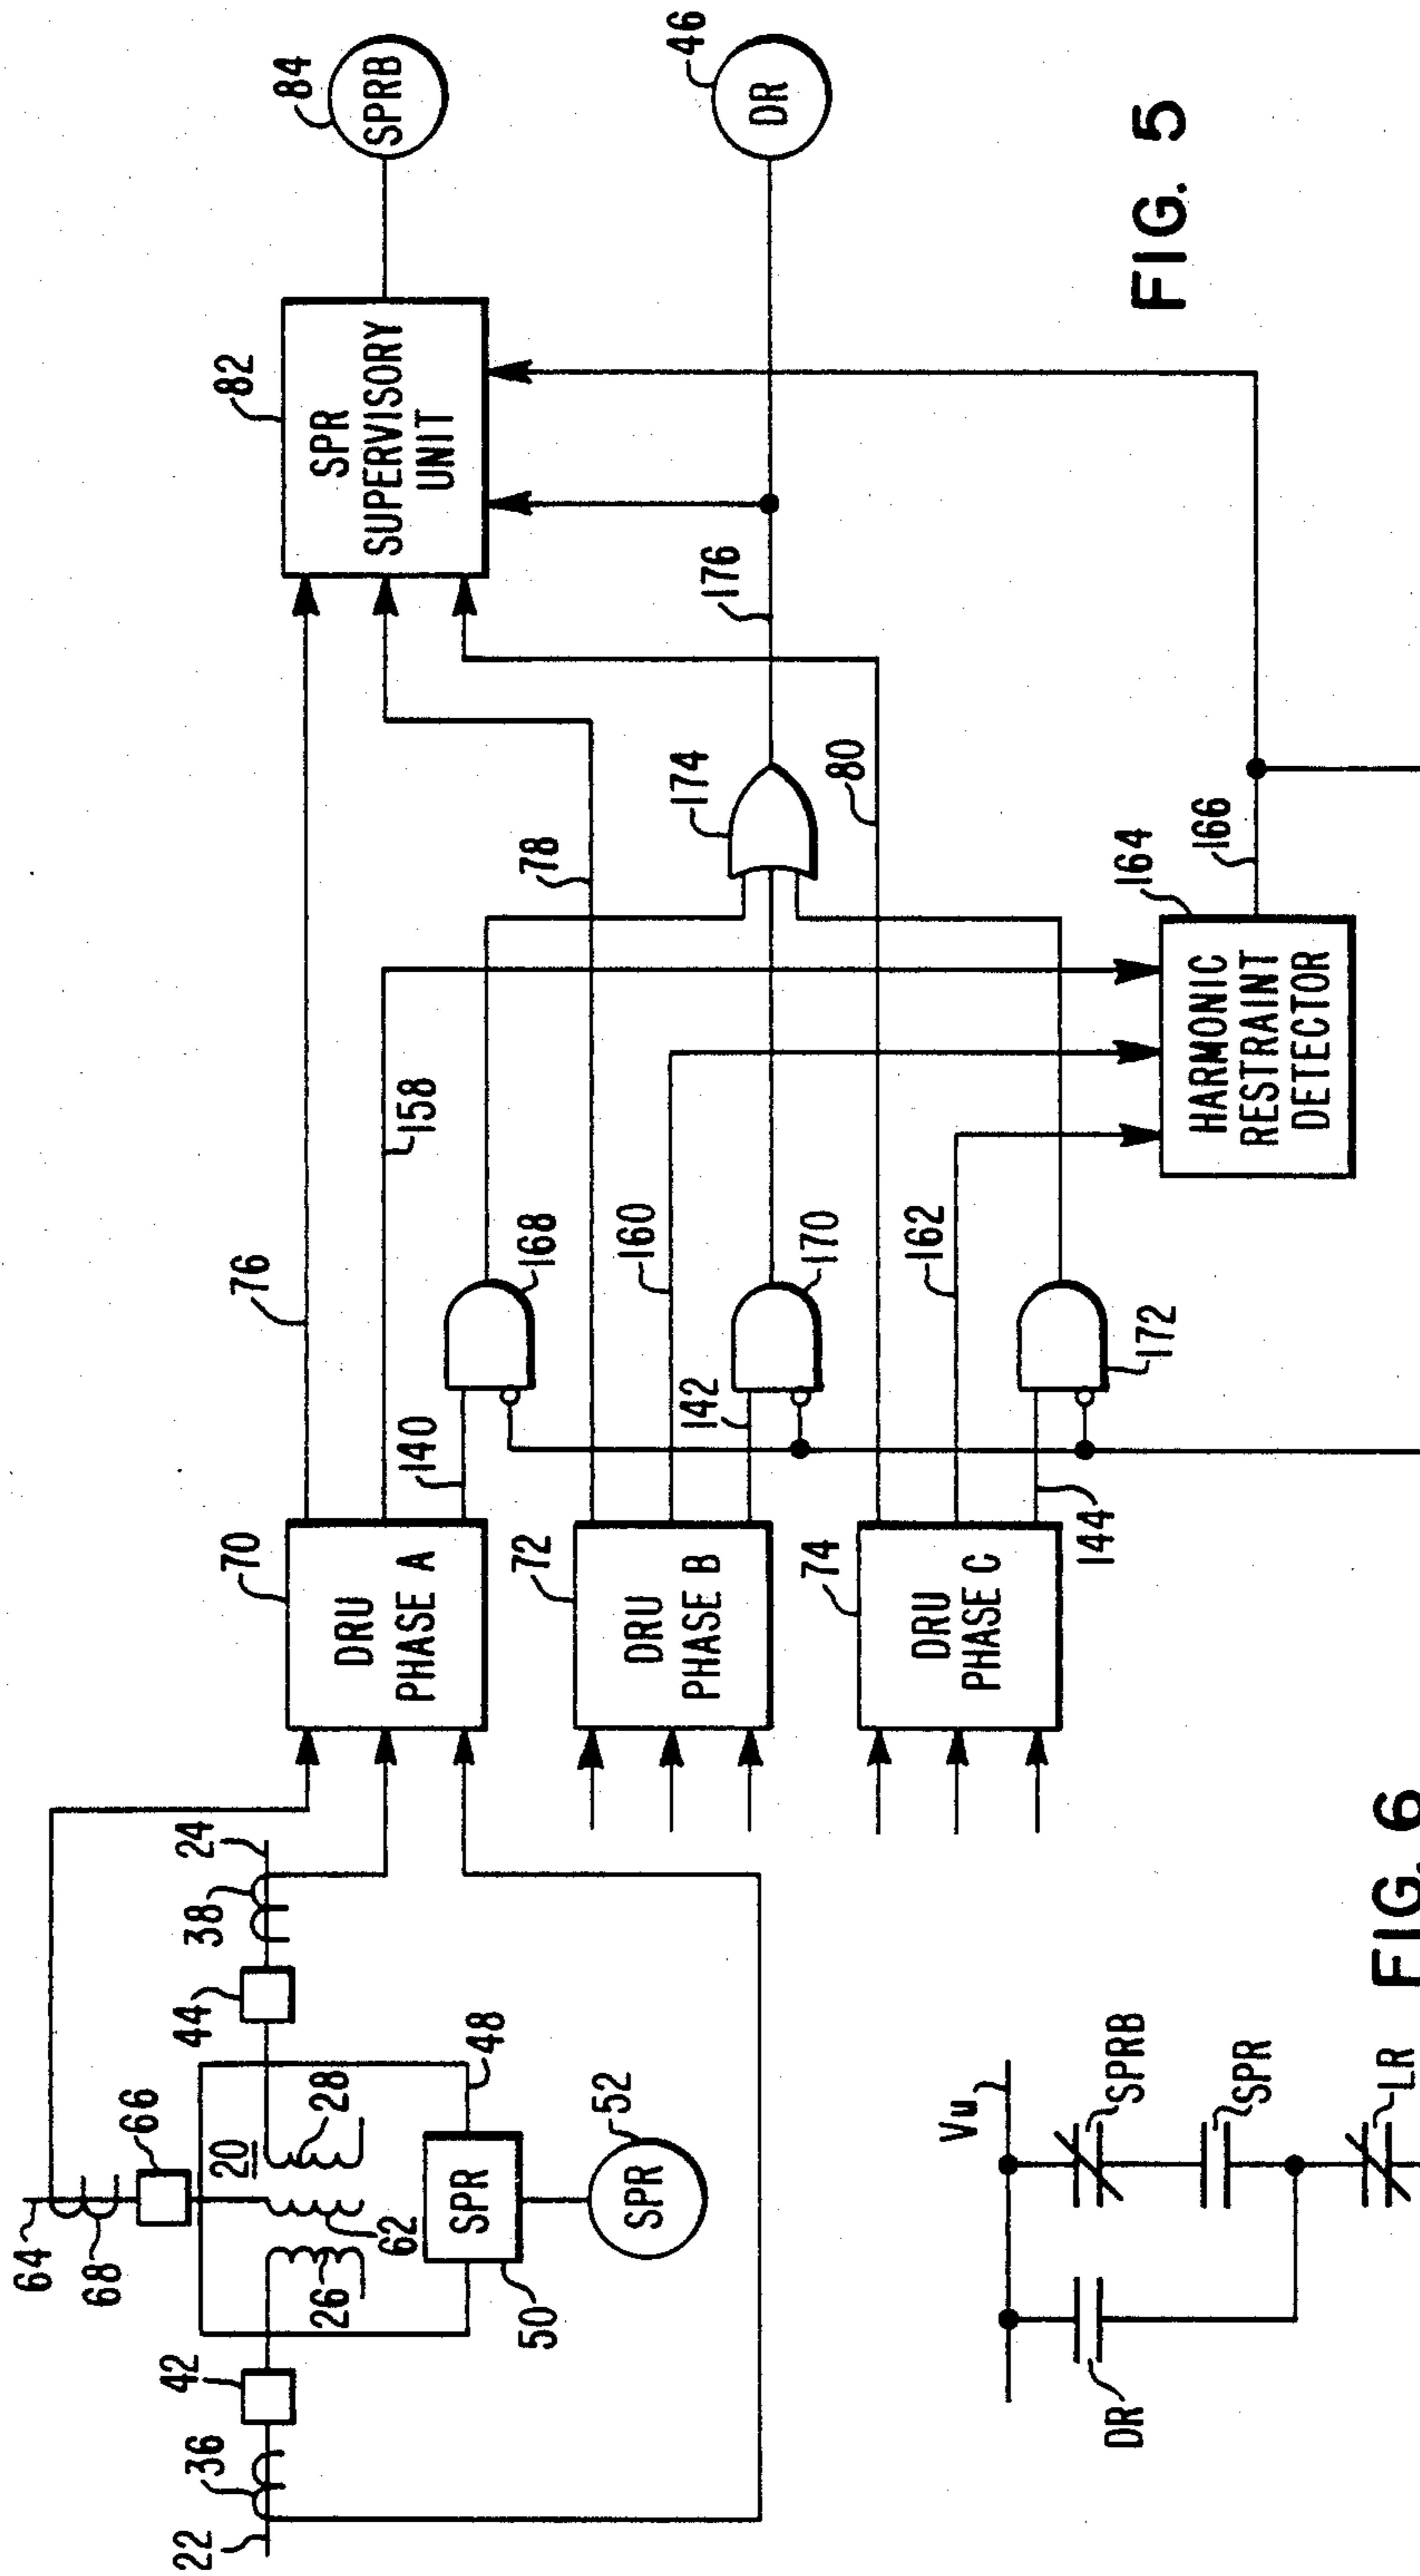 64
68
66
22
36
42
20
26
62
28
44
38
24
48
SPR
50
SPR
52
70
DRU
PHASE A
72
DRU
PHASE B
74
DRU
PHASE C
76
158
140
168
78
160
142
170
80
162
144
172
174
176
164
HARMONIC
RESTRAINT
DETECTOR
166
82
SPR
SUPERVISORY
UNIT
84
SPRB
46
DR
FIG. 5
Vu
SPRB
SPR
LR
DR
FIG. 6